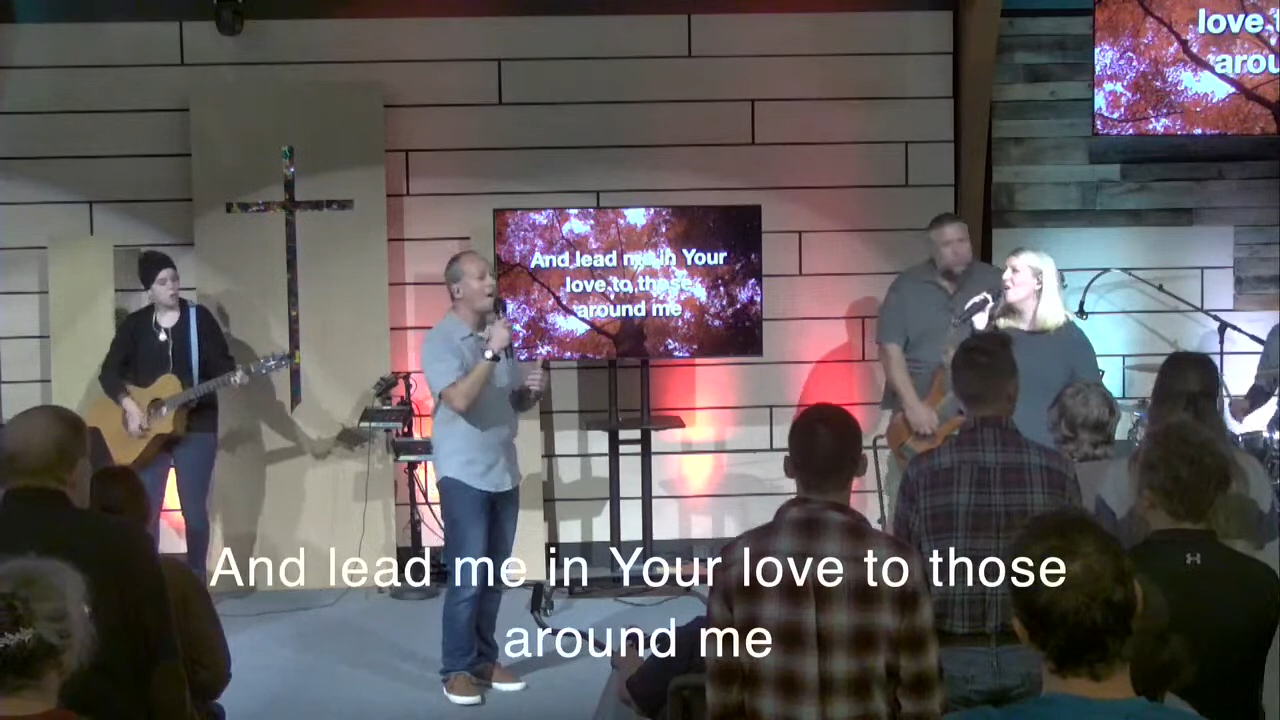 love t
arou
And lead me in Your
love to those
around me
And lead me in Your love to those
around me